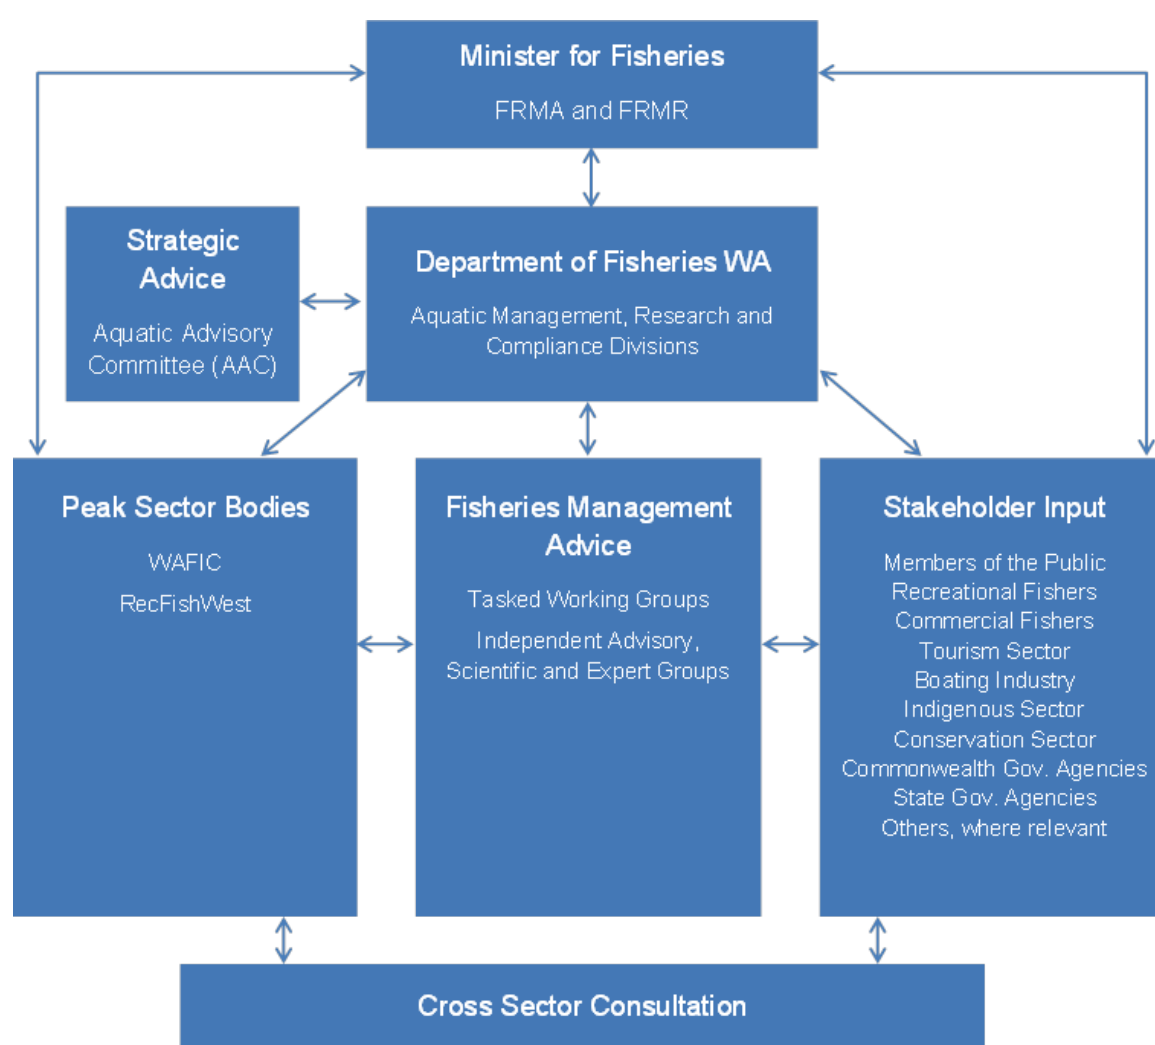 Minister for Fisheries
FRMA and FRMR
Strategic
Advice
Aquatic Advisory
Committee (AAC)
Department of Fisheries WA
Aquatic Management, Research and
Compliance Divisions
Peak Sector Bodies
WAFIC
RecFishWest
Fisheries Management
Advice
Tasked Working Groups
Independent Advisory,
Scientific and Expert Groups
Stakeholder Input
Members of the Public
Recreational Fishers
Commercial Fishers
Tourism Sector
Boating Industry
Indigenous Sector
Conservation Sector
Commonwealth Gov. Agencies
State Gov. Agencies
Others, where relevant
Cross Sector Consultation